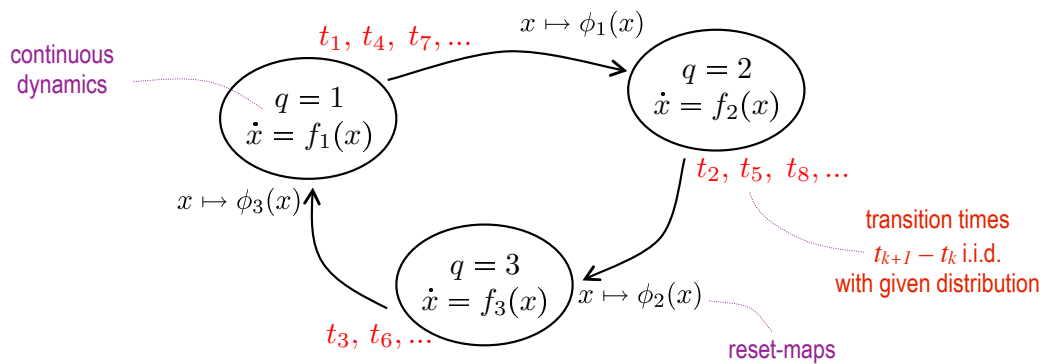 t₁, t₄, t₇, ...
x ↦ ϕ₁(x)
continuous
dynamics
q = 1
ẋ = f₁(x)
q = 2
ẋ = f₂(x)
t₂, t₅, t₈, ...
x ↦ ϕ₃(x)
transition times
tₖ₊₁ – tₖ i.i.d.
with given distribution
q = 3
ẋ = f₃(x)
x ↦ ϕ₂(x)
t₃, t₆, ...
reset-maps